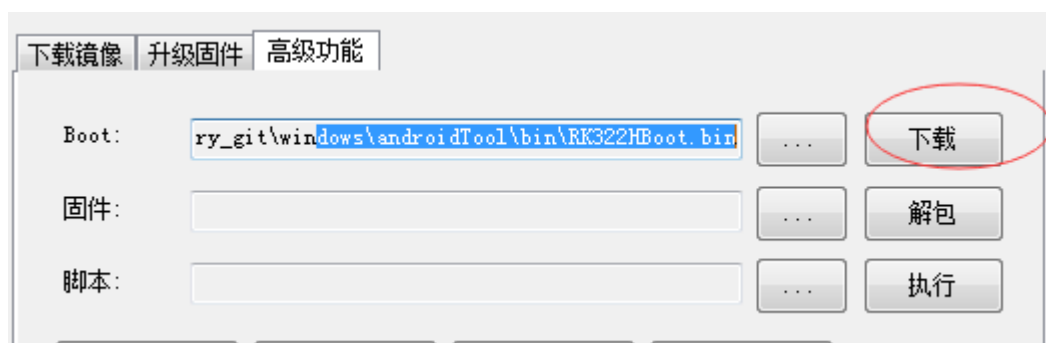 下载镜像 升级固件 高级功能
Boot: ry_git\windows\androidTool\bin\RK322HBoot.bin ... 下载
固件: ... 解包
脚本: ... 执行